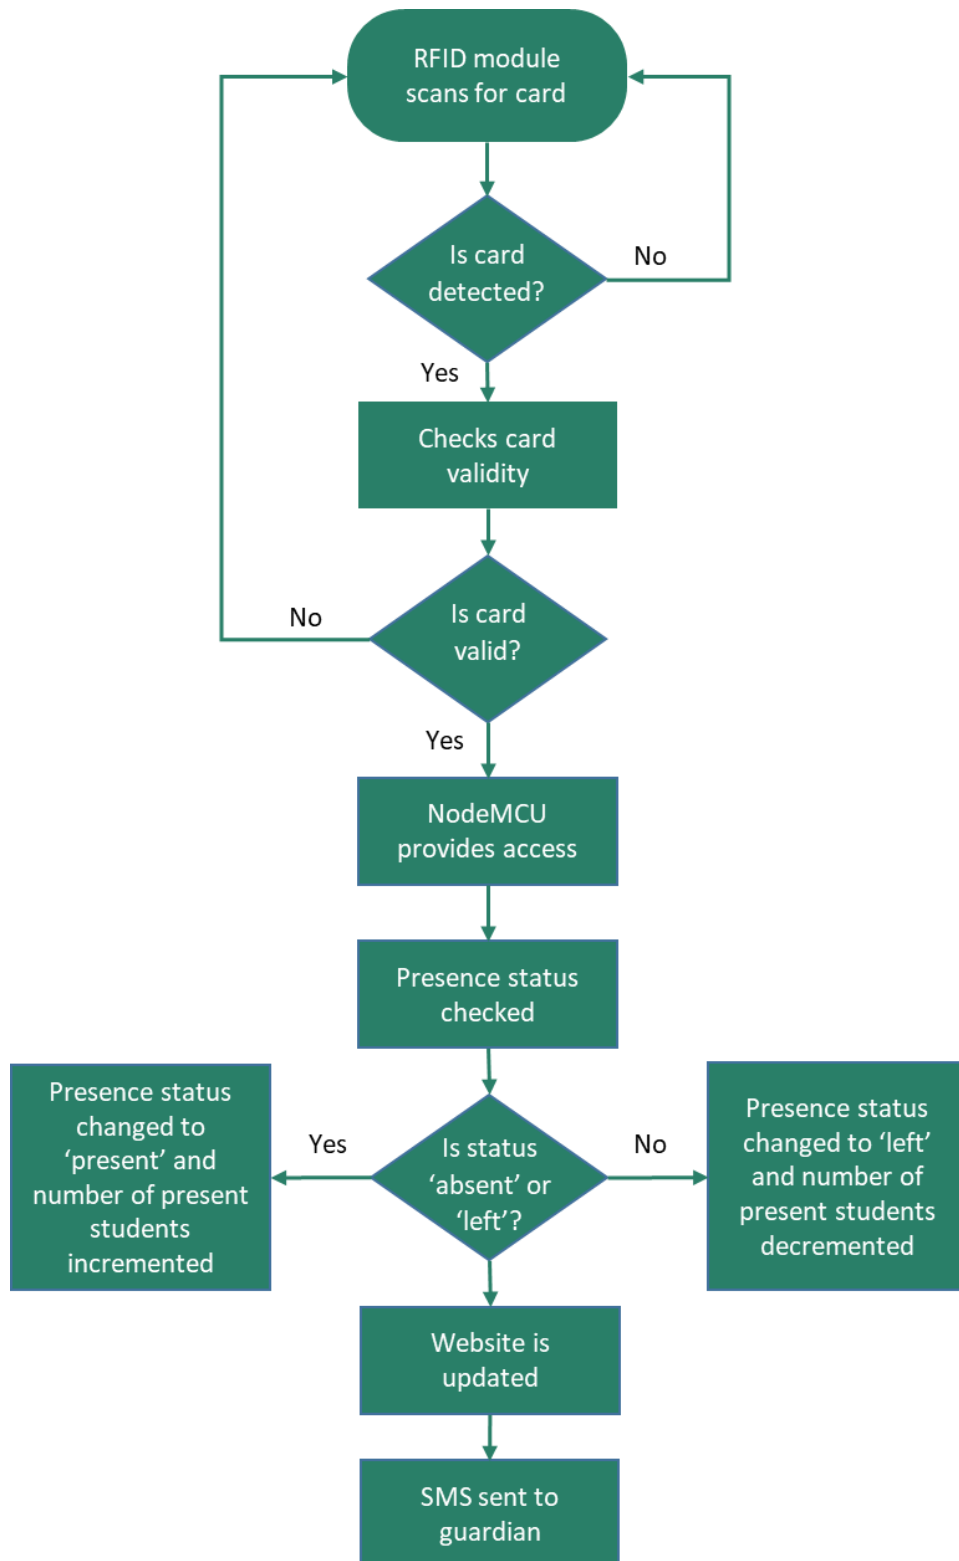 RFID module
scans for card
Is card
detected?
No
Yes
Checks card
validity
Is card
valid?
No
Yes
NodeMCU
provides access
Presence status
checked
Is status
‘absent’ or
‘left’?
Yes
Presence status
changed to
‘present’ and
number of present
students
incremented
No
Presence status
changed to ‘left’
and number of
present students
decremented
Website is
updated
SMS sent to
guardian